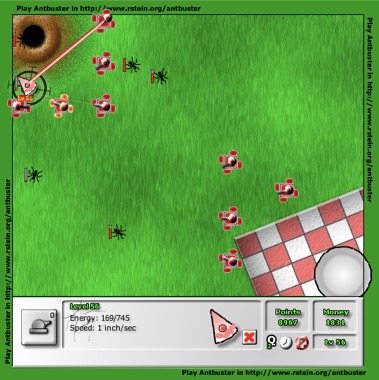 Play Antbuster in http://www.rstein.org/antbuster
Play Antbuster in http://www.rstein.org/antbuster
Play Antbuster in http://www.rstein.org/antbuster
0
Level 56
Energy: 169/745
Speed: 1 inch/sec
Points
8907
Money
1831
Q
Lv 56
Play Antbuster in http://www.rstein.org/antbuster